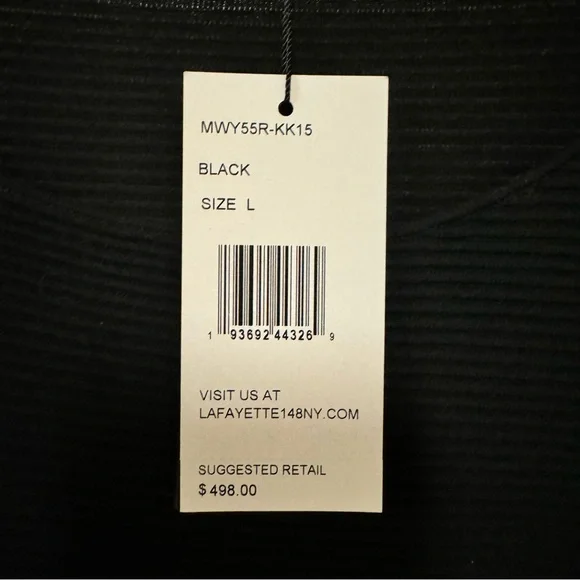 MWY55R-KK15
BLACK
SIZE L
1 93692 44326 9
VISIT US AT
LAFAYETTE148NY.COM
SUGGESTED RETAIL
$ 498.00